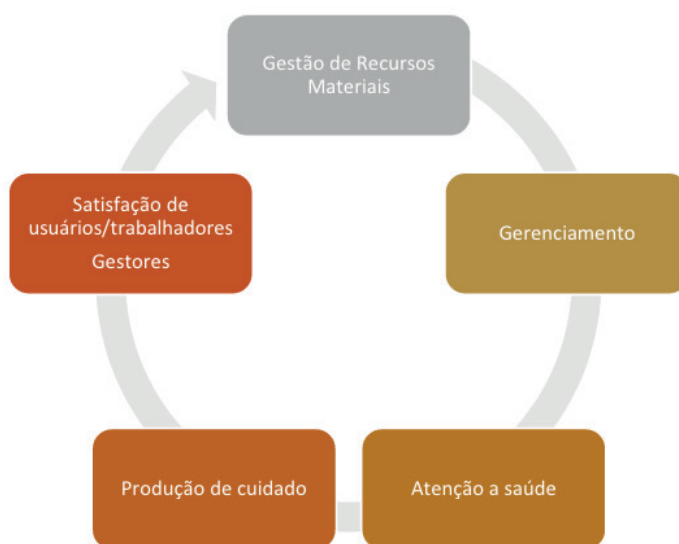 Gestão de Recursos
Materiais
Gerenciamento
Atenção a saúde
Produção de cuidado
Satisfação de
usuários/trabalhadores
Gestores